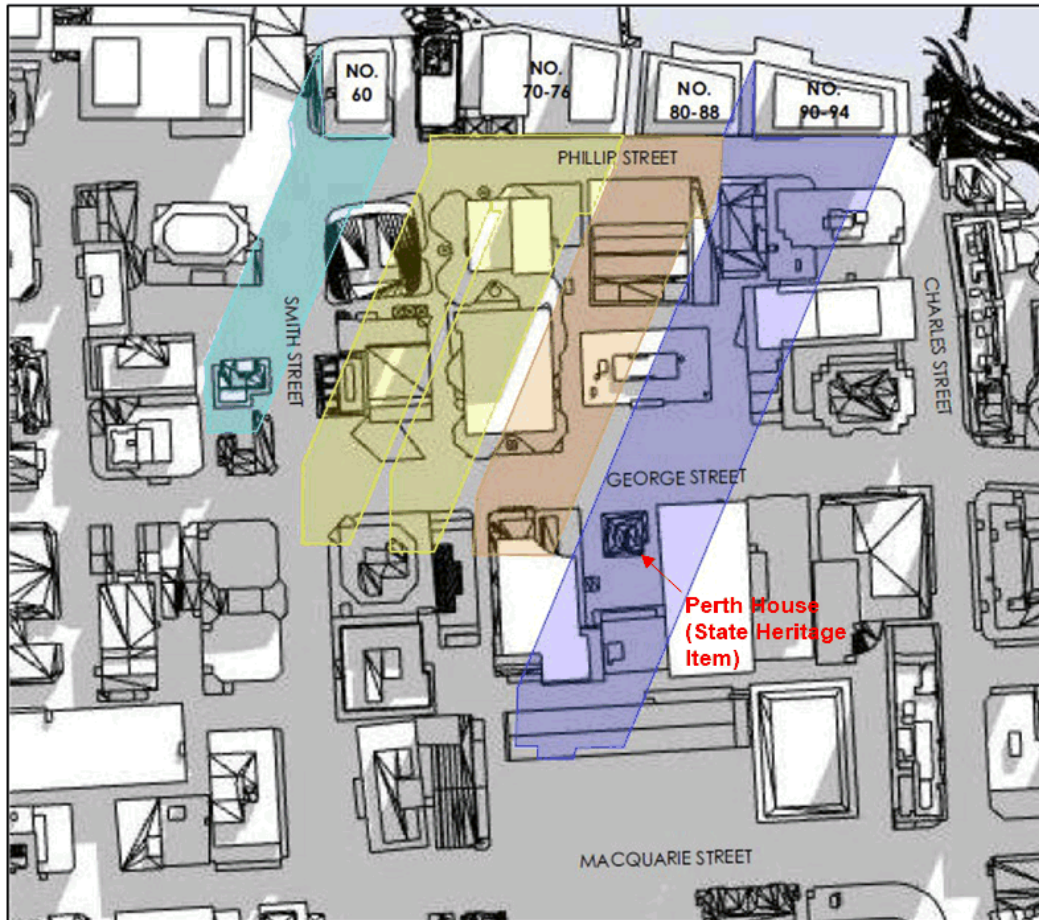 NO.
60
NO.
70-76
NO.
80-88
NO.
90-94
PHILLIP STREET
SMITH STREET
CHARLES STREET
GEORGE STREET
Perth House
(State Heritage
Item)
MACQUARIE STREET